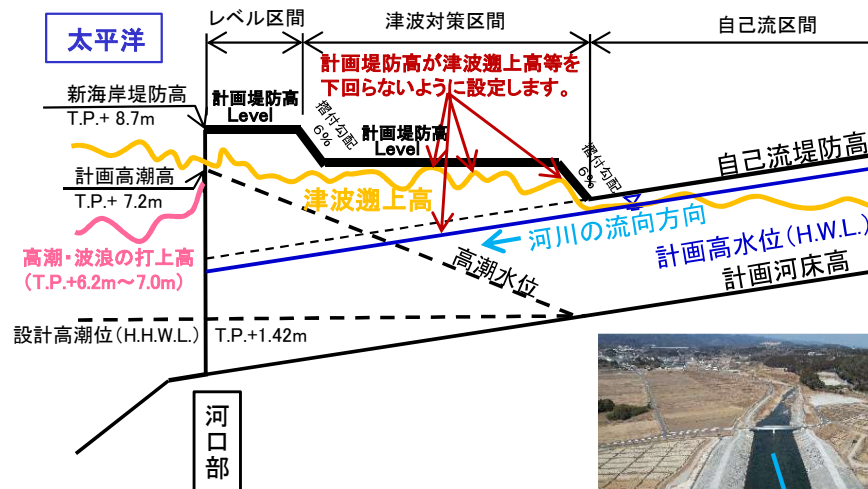 レベル区間
津波対策区間
自己流区間
太平洋
計画堤防高が津波遡上高等を
下回らないように設定します。
新海岸堤防高
T.P.+ 8.7m
計画堤防高
Level
摺付勾配
6%
計画堤防高
Level
摺付勾配
6%
自己流堤防高
計画高潮高
T.P.+ 7.2m
津波遡上高
河川の流向方向
計画高水位(H.W.L.)
高潮・波浪の打上高
(T.P.+6.2m～7.0m)
高潮水位
計画河床高
設計高潮位(H.H.W.L.) T.P.+1.42m
河口部